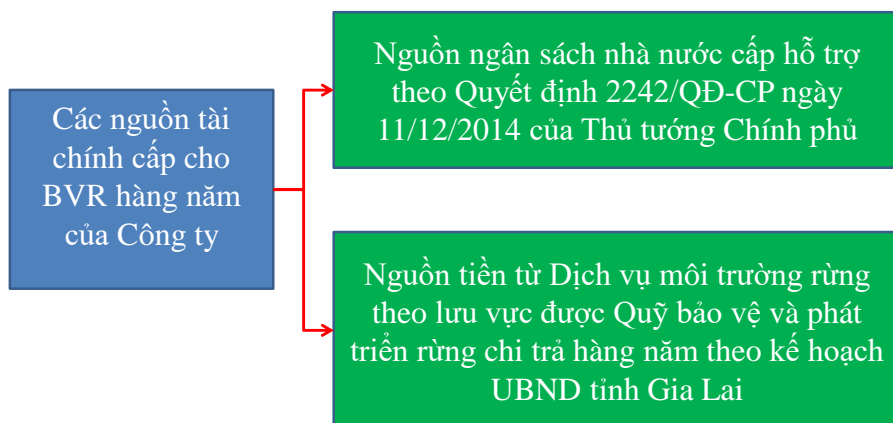 Các nguồn tài
chính cấp cho
BVR hàng năm
của Công ty
Nguồn ngân sách nhà nước cấp hỗ trợ
theo Quyết định 2242/QĐ-CP ngày
11/12/2014 của Thủ tướng Chính phủ
Nguồn tiền từ Dịch vụ môi trường rừng
theo lưu vực được Quỹ bảo vệ và phát
triển rừng chi trả hàng năm theo kế hoạch
UBND tỉnh Gia Lai